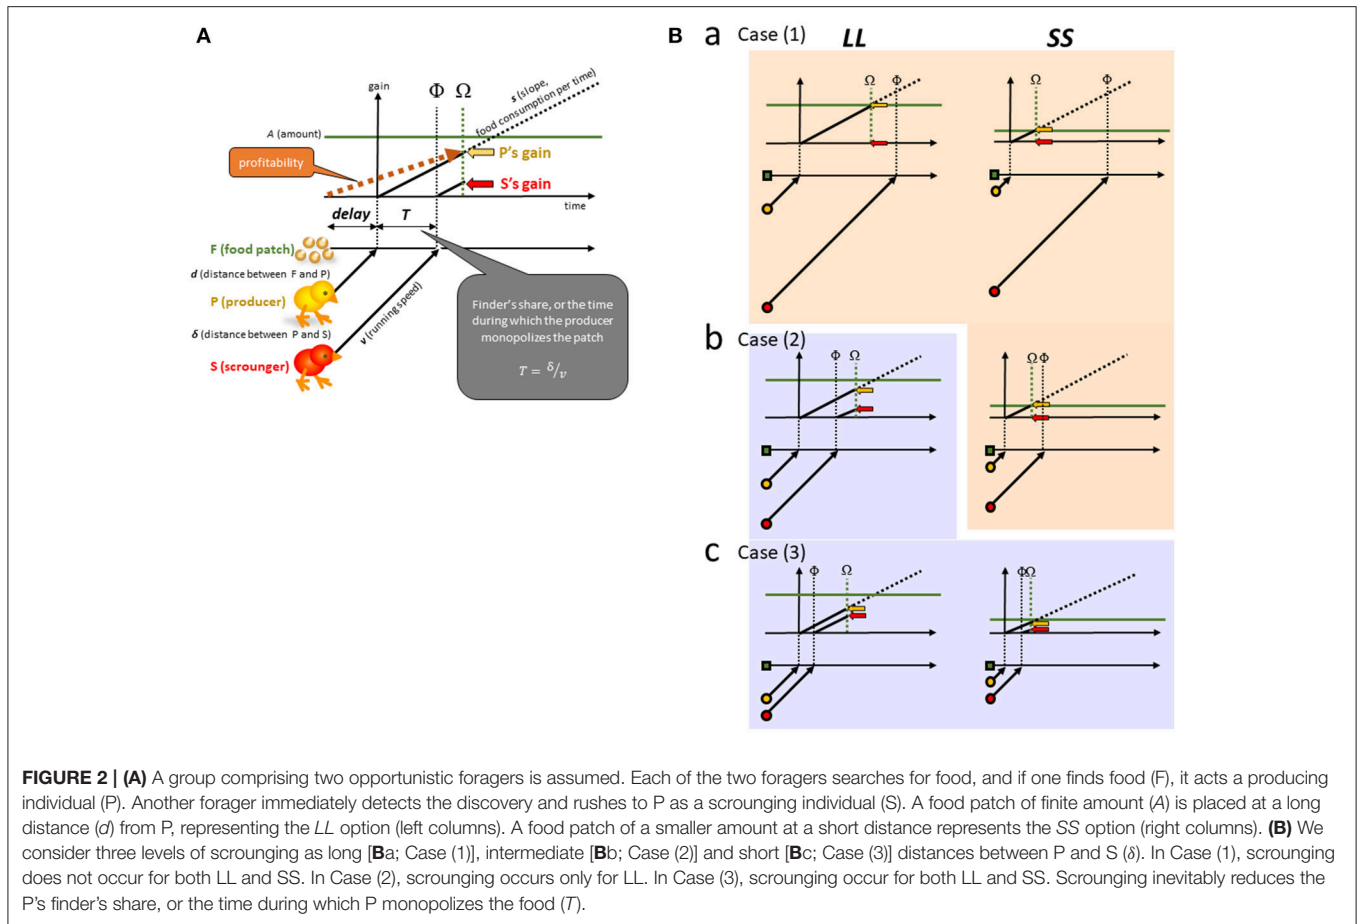 A
gain
Φ Ω
s (slope,
food consumption per time)
A (amount)
profitability
P's gain
S's gain
time
delay T
F (food patch)
d (distance between F and P)
P (producer)
δ (distance between P and S)
S (scrounger)
v (running speed)
Finder's share, or the time
during which the producer
monopolizes the patch
T = δ/v
B a Case (1) LL SS
Ω Φ
Ω Φ
b Case (2)
Φ Ω
Ω Φ
c Case (3)
Φ Ω
ΦΩ
FIGURE 2 | (A) A group comprising two opportunistic foragers is assumed. Each of the two foragers searches for food, and if one finds food (F), it acts a producing
individual (P). Another forager immediately detects the discovery and rushes to P as a scrounging individual (S). A food patch of finite amount (A) is placed at a long
distance (d) from P, representing the LL option (left columns). A food patch of a smaller amount at a short distance represents the SS option (right columns). (B) We
consider three levels of scrounging as long [Ba; Case (1)], intermediate [Bb; Case (2)] and short [Bc; Case (3)] distances between P and S (δ). In Case (1), scrounging
does not occur for both LL and SS. In Case (2), scrounging occurs only for LL. In Case (3), scrounging occur for both LL and SS. Scrounging inevitably reduces the
P's finder's share, or the time during which P monopolizes the food (T).